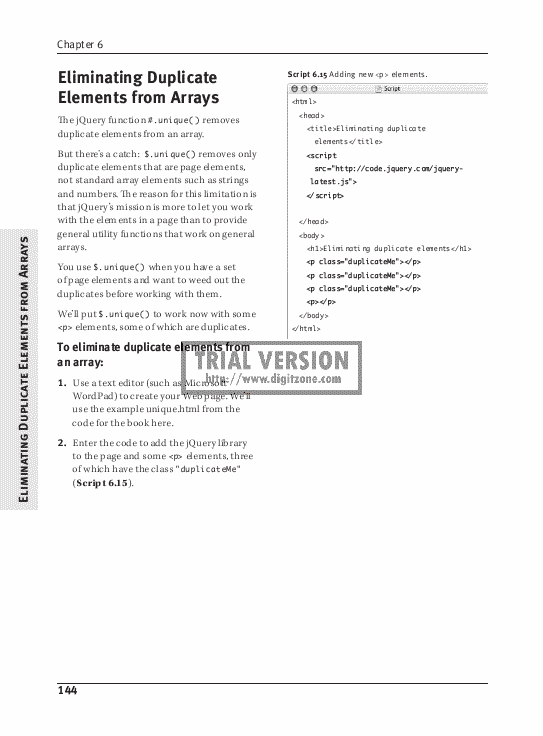 Chapter 6
Eliminating Duplicate
Elements from Arrays
The jQuery function #.unique() removes
duplicate elements from an array.
But there's a catch: $.unique() removes only
duplicate elements that are page elements,
not standard array elements such as strings
and numbers. The reason for this limitation is
that jQuery's mission is more to let you work
with the elements in a page than to provide
general utility functions that work on general
arrays.
You use $.unique() when you have a set
of page elements and want to weed out the
duplicates before working with them.
We'll put $.unique() to work now with some
<p> elements, some of which are duplicates.
To eliminate duplicate elements from
an array:
1. Use a text editor (such as Microsoft
WordPad) to create your Web page. We'll
use the example unique.html from the
code for the book here.
2. Enter the code to add the jQuery library
to the page and some <p> elements, three
of which have the class "duplicateMe"
(Script 6.15).
Script 6.15 Adding new <p> elements.
Script
<html>
<head>
<title>Eliminating duplicate
elements</title>
<script
src="http://code.jquery.com/jquery-
latest.js">
</script>
</head>
<body>
<h1>Eliminating duplicate elements</h1>
<p class="duplicateMe"></p>
<p class="duplicateMe"></p>
<p class="duplicateMe"></p>
<p></p>
</body>
</html>
TRIAL VERSION
http://www.digitzone.com
Eliminating Duplicate Elements from Arrays
144